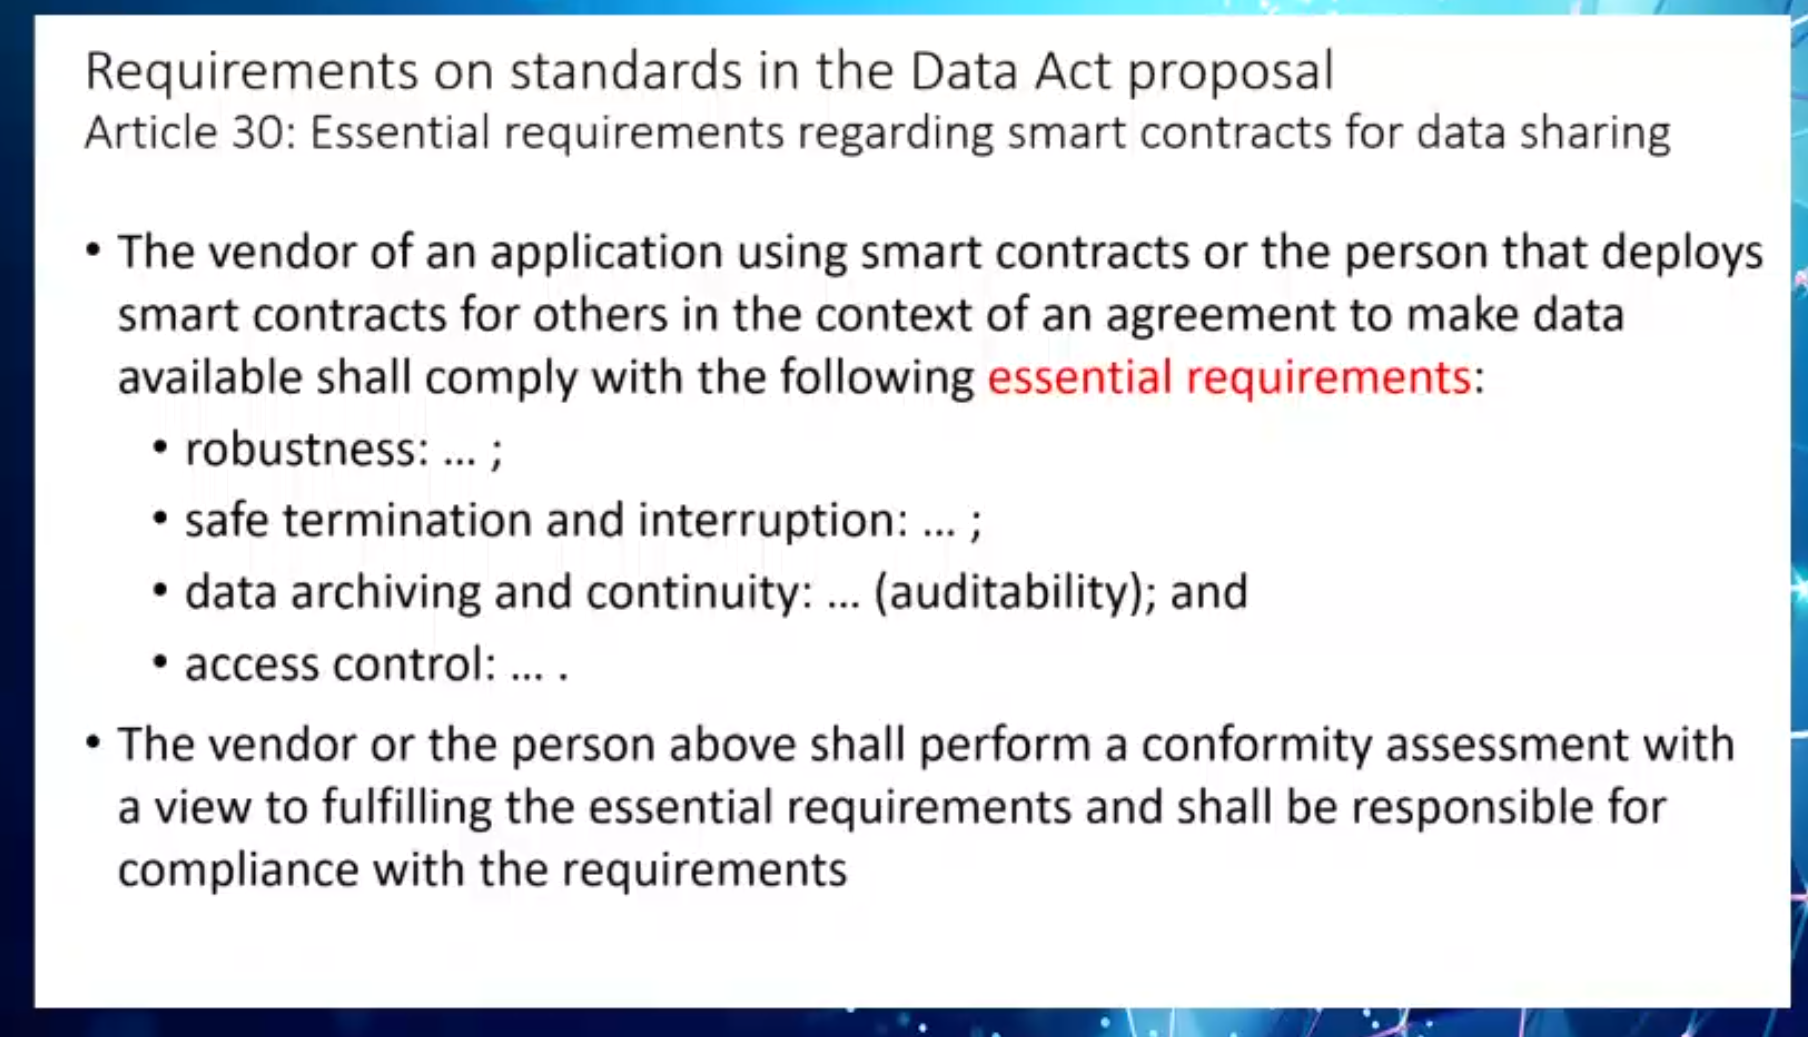 Requirements on standards in the Data Act proposal
Article 30: Essential requirements regarding smart contracts for data sharing
• The vendor of an application using smart contracts or the person that deploys
smart contracts for others in the context of an agreement to make data
available shall comply with the following essential requirements:
• robustness: ... ;
• safe termination and interruption: ... ;
• data archiving and continuity: ... (auditability); and
• access control: ... .
• The vendor or the person above shall perform a conformity assessment with
a view to fulfilling the essential requirements and shall be responsible for
compliance with the requirements